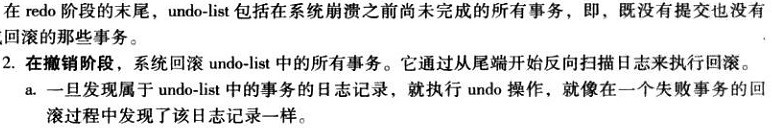 在 redo 阶段的末尾，undo-list 包括在系统崩溃之前尚未完成的所有事务，即，既没有提交也没有
回滚的那些事务。
2. 在撤销阶段，系统回滚 undo-list 中的所有事务。它通过从尾端开始反向扫描日志来执行回滚。
a. 一旦发现属于 undo-list 中的事务的日志记录，就执行 undo 操作，就像在一个失败事务的回
滚过程中发现了该日志记录一样。